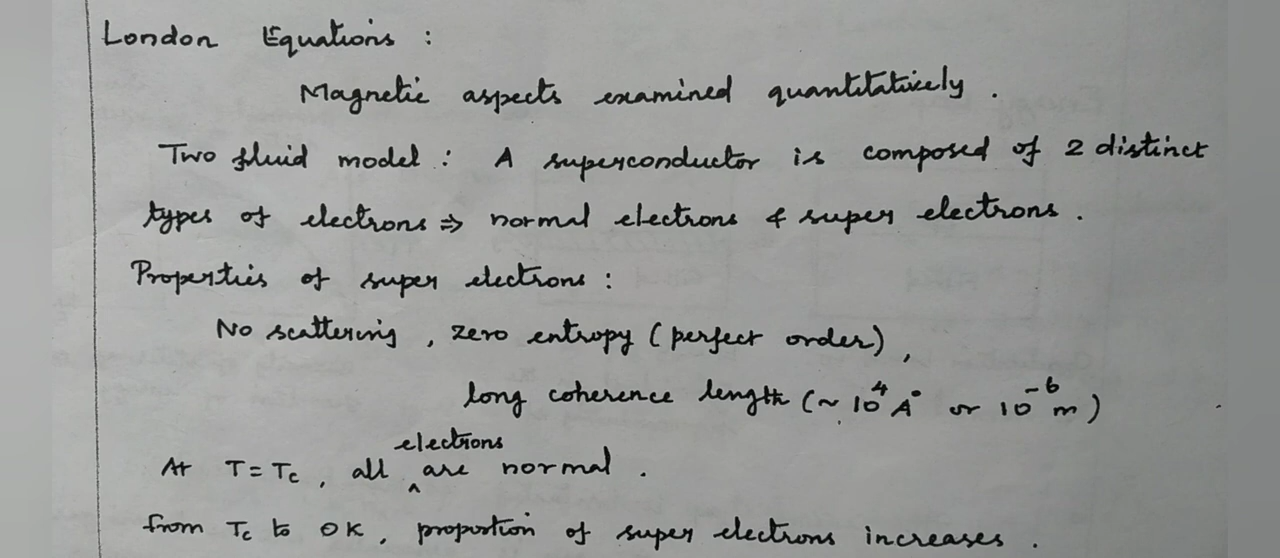 London Equations :
Magnetic aspects examined quantitatively .
Two fluid model : A superconductor is composed of 2 distinct
types of electrons ⇒ normal electrons & super electrons .
Properties of super electrons :
No scattering , zero entropy ( perfect order ) ,
long coherence length (~ 10⁴ A° or 10⁻⁶ m )
At T = Tc , all electrons are normal .
from Tc to 0K , proportion of super electrons increases .